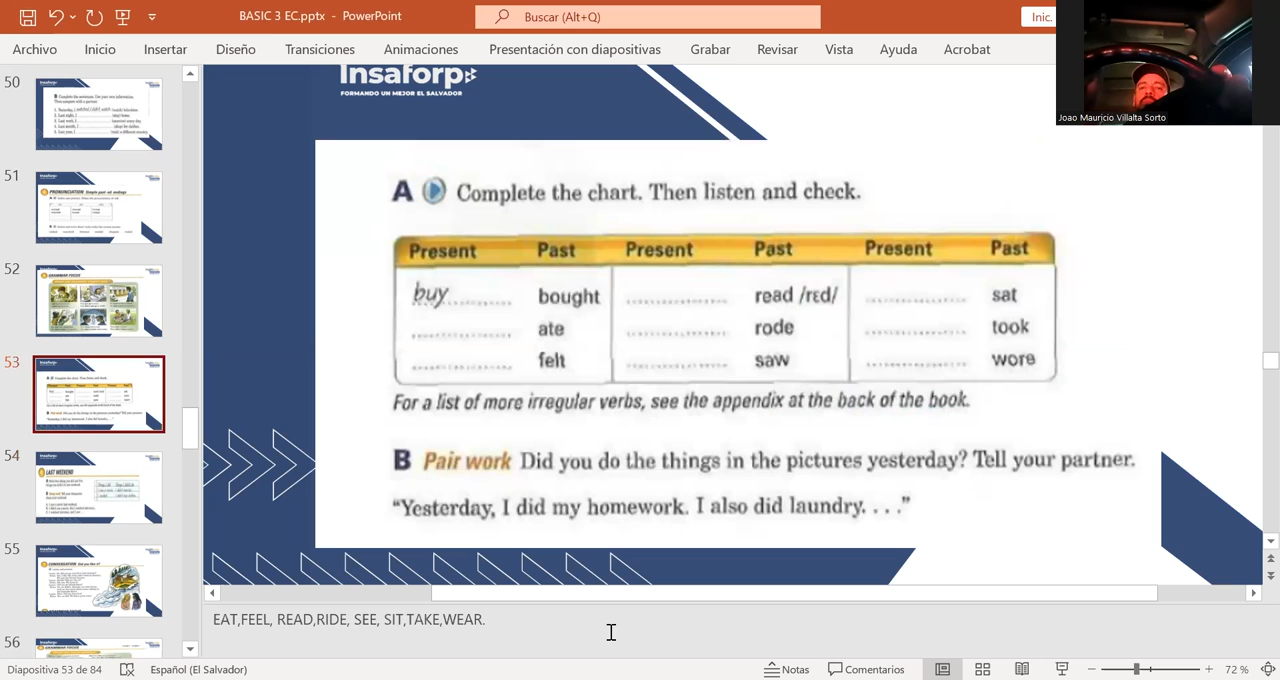 BASIC 3 EC.pptx - PowerPoint
Buscar (Alt+Q)
Inic.
Archivo Inicio Insertar Diseño Transiciones Animaciones Presentación con diapositivas Grabar Revisar Vista Ayuda Acrobat
Joao Mauricio Villalta Sorto
50
51
52
53
54
55
56
Insaforp
FORMANDO UN MEJOR EL SALVADOR
A Complete the chart. Then listen and check.
Present Past Present Past Present Past
buy bought read /rɛd/ sat
ate rode took
felt saw wore
For a list of more irregular verbs, see the appendix at the back of the book.
B Pair work Did you do the things in the pictures yesterday? Tell your partner.
“Yesterday, I did my homework. I also did laundry. . . .”
EAT,FEEL, READ,RIDE, SEE, SIT,TAKE,WEAR.
Diapositiva 53 de 84 Español (El Salvador) Notas Comentarios 72 %